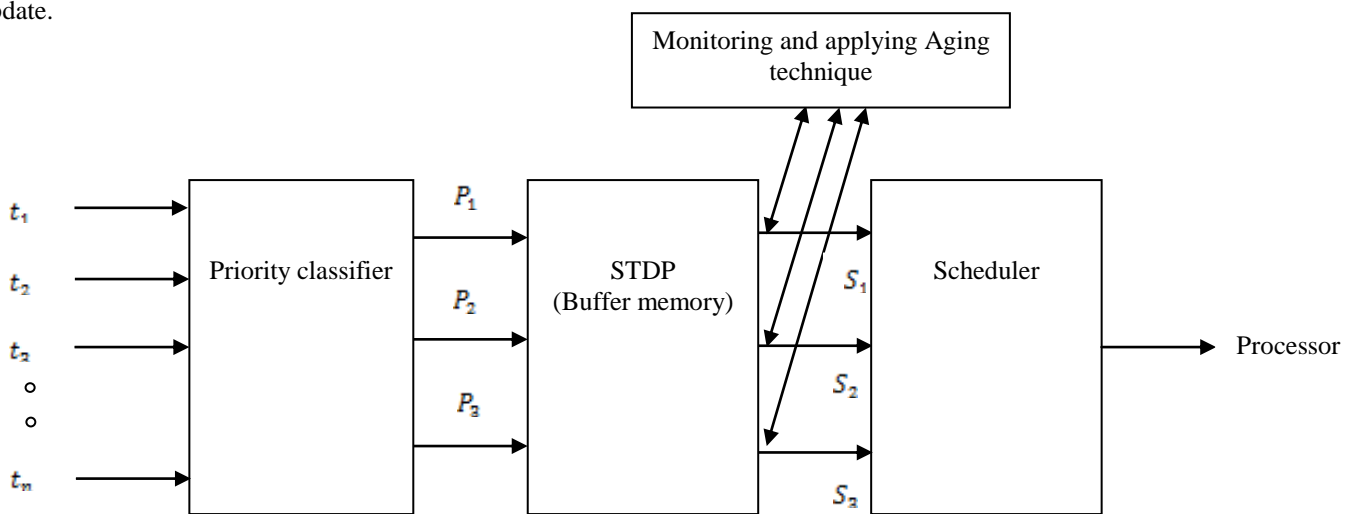 odate.
Monitoring and applying Aging
technique
t₁
t₂
t₃
tₙ
Priority classifier
P₁
P₂
P₃
STDP
(Buffer memory)
S₁
S₂
S₃
Scheduler
Processor